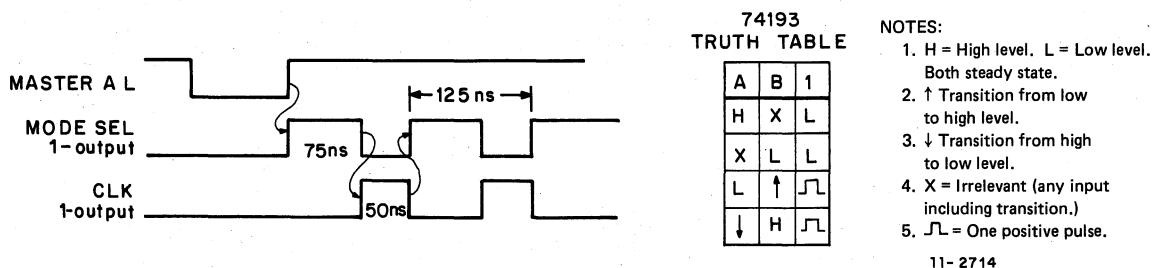 MASTER A L
MODE SEL
1-output
CLK
1-output
125 ns
75ns
50ns
74193
TRUTH TABLE
A B 1
H X L
X L L
L ↑ ⎍
↓ H ⎍
NOTES:
1. H = High level. L = Low level.
Both steady state.
2. ↑ Transition from low
to high level.
3. ↓ Transition from high
to low level.
4. X = Irrelevant (any input
including transition.)
5. ⎍ = One positive pulse.
11-2714